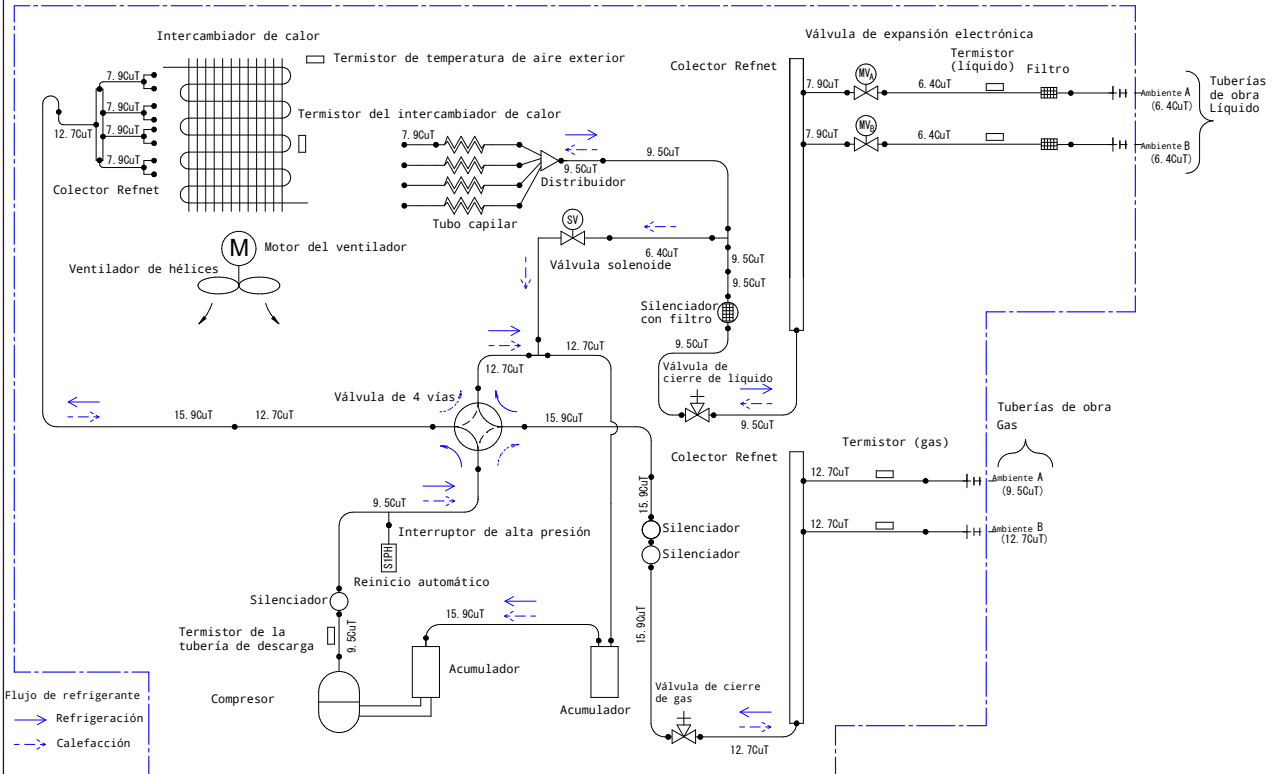 Intercambiador de calor
Termistor de temperatura de aire exterior
7.9CuT
7.9CuT
7.9CuT
7.9CuT
12.7CuT
Colector Refnet
Termistor del intercambiador de calor
7.9CuT
Tubo capilar
Distribuidor
9.5CuT
9.5CuT
M
Motor del ventilador
Ventilador de hélices
SV
6.4CuT
Válvula solenoide
9.5CuT
9.5CuT
Silenciador
con filtro
9.5CuT
Válvula de
cierre de líquido
9.5CuT
Colector Refnet
Válvula de expansión electrónica
Termistor
(líquido)
Filtro
7.9CuT
MVA
6.4CuT
7.9CuT
MVB
6.4CuT
Ambiente A
(6.4CuT)
Ambiente B
(6.4CuT)
Tuberías
de obra
Líquido
12.7CuT
12.7CuT
Válvula de 4 vías
15.9CuT
12.7CuT
15.9CuT
9.5CuT
Interruptor de alta presión
S1PH
Reinicio automático
Silenciador
Termistor de la
tubería de descarga
9.5CuT
Compresor
15.9CuT
Acumulador
Acumulador
15.9CuT
Silenciador
Silenciador
15.9CuT
Válvula de cierre
de gas
12.7CuT
Colector Refnet
Termistor (gas)
12.7CuT
12.7CuT
Tuberías de obra
Gas
Ambiente A
(9.5CuT)
Ambiente B
(12.7CuT)
Flujo de refrigerante
Refrigeración
Calefacción